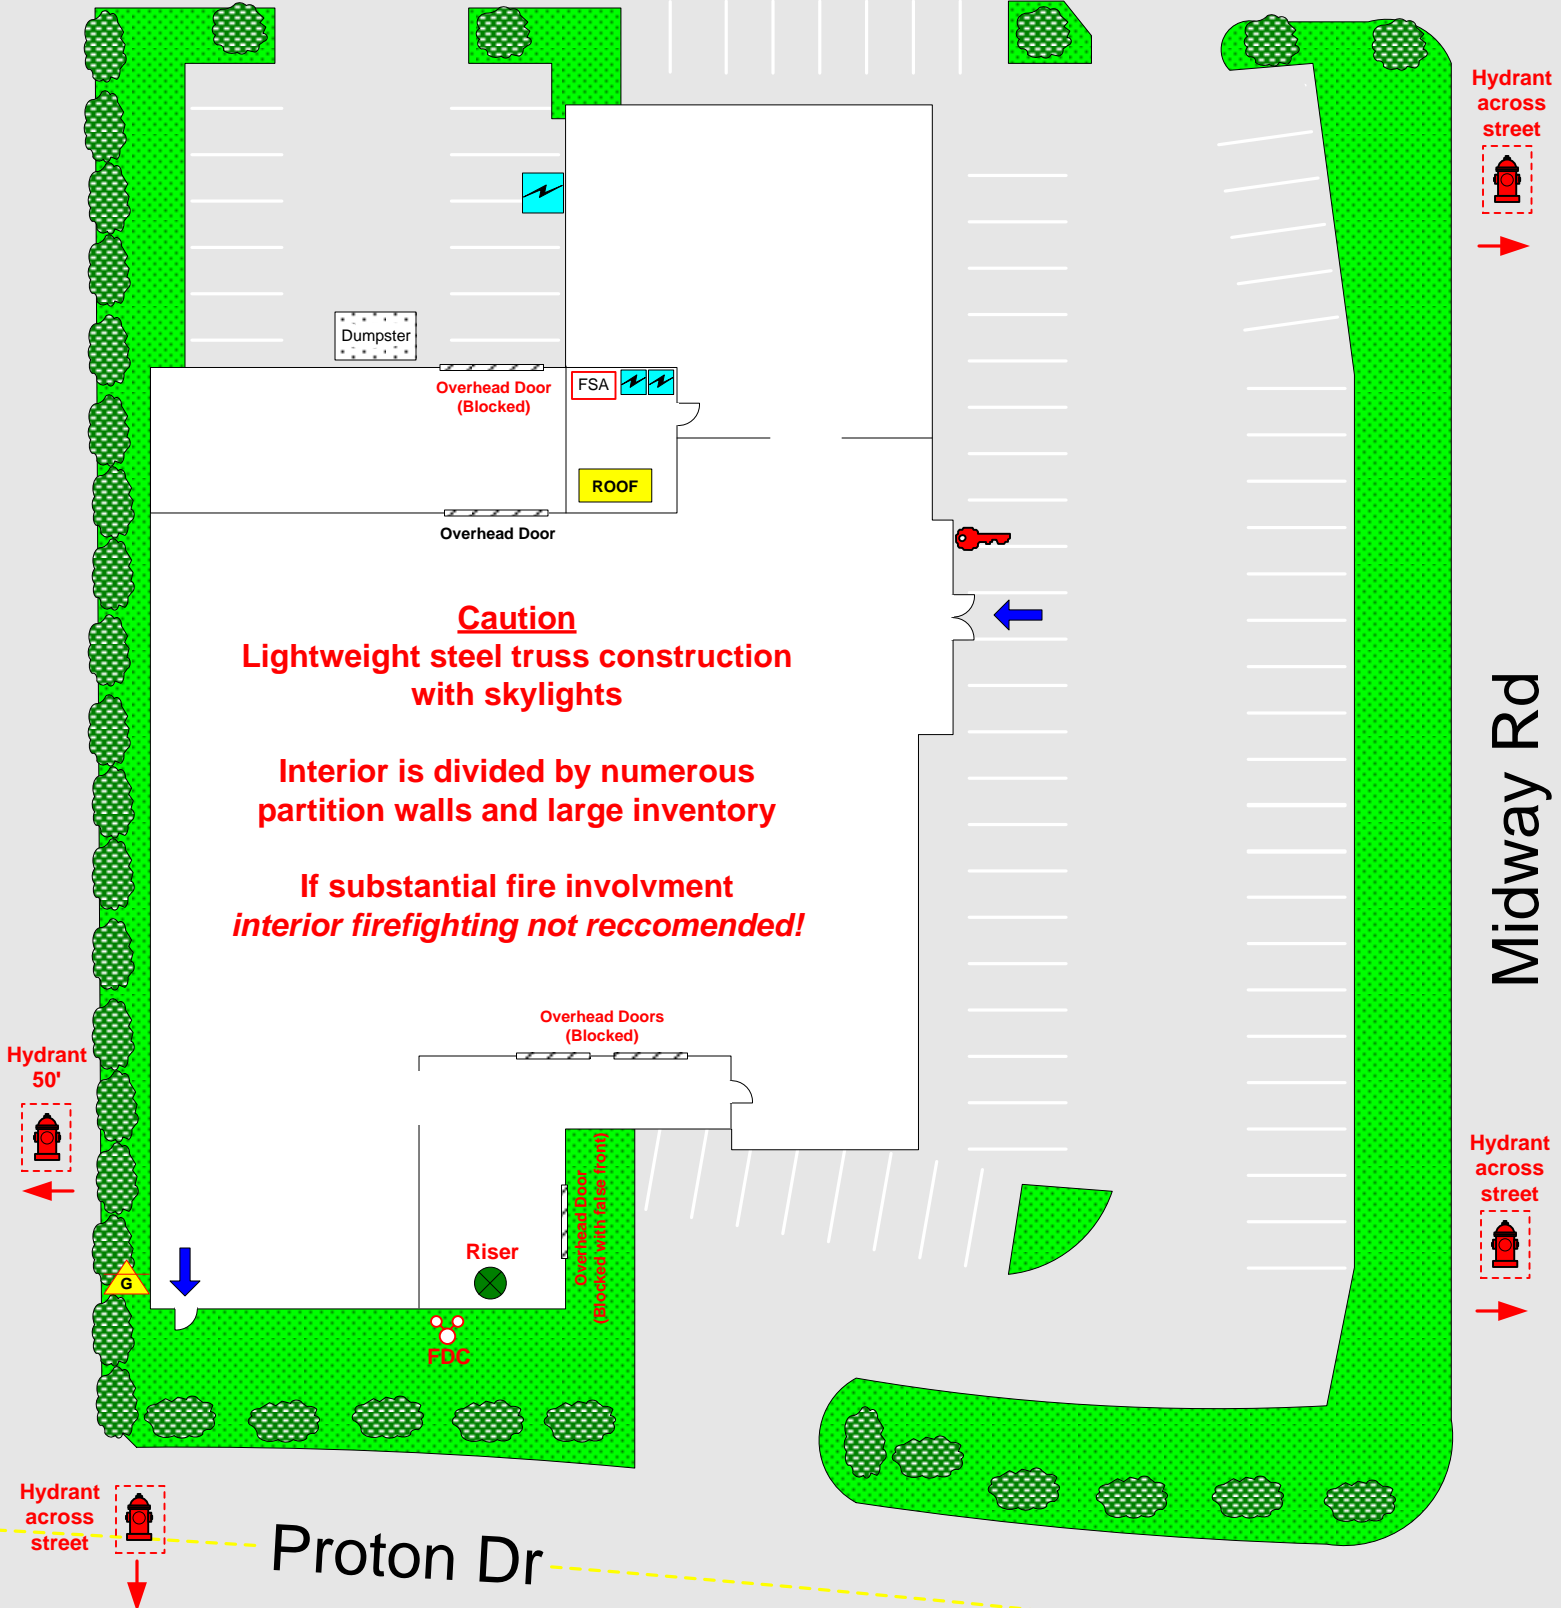 Hydrant
across
street
Dumpster
Overhead Door
(Blocked)
FSA
ROOF
Overhead Door
Caution
Lightweight steel truss construction
with skylights
Interior is divided by numerous
partition walls and large inventory
If substantial fire involvment
interior firefighting not reccomended!
Midway Rd
Overhead Doors
(Blocked)
Hydrant
50'
Hydrant
across
street
Overhead Door
(Blocked with false front)
Riser
G
FDC
Hydrant
across
street
Proton Dr